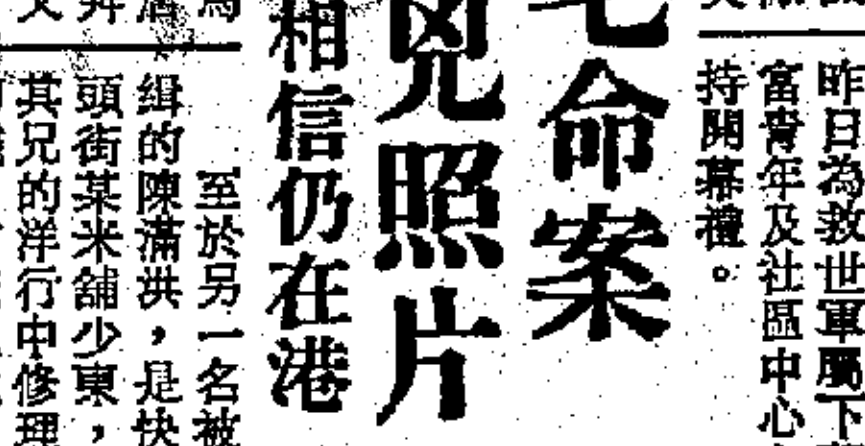 昨日為救世軍屬下
富青年及社區中心
持開幕禮。
命案
兇照片
相信仍在港
至於另一名被
缉的陳滿洪，是快
頭街某米舖少東，
其兄的洋行中修理